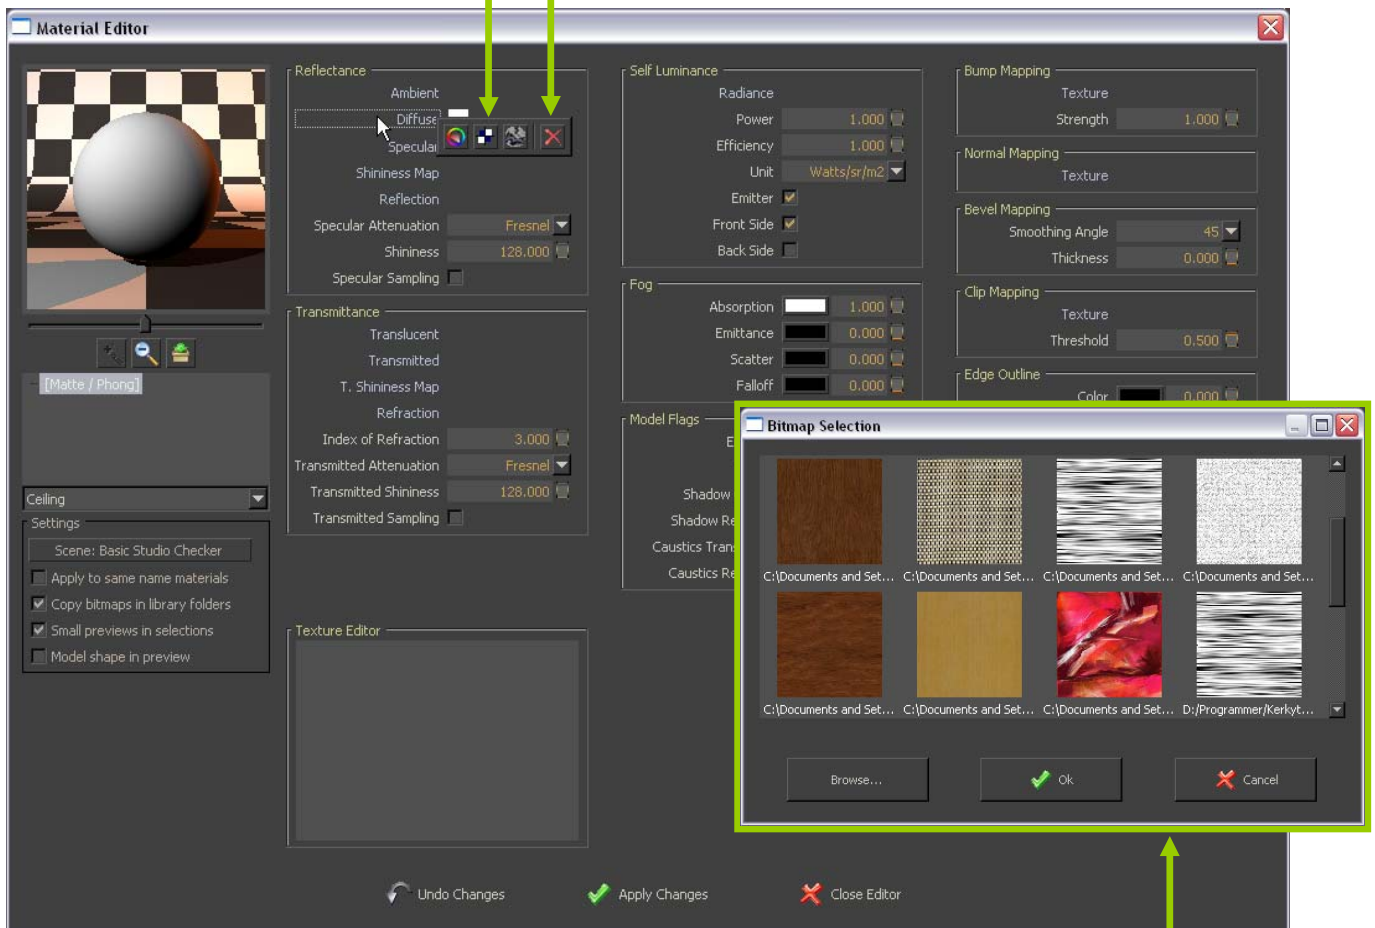 Material Editor
Reflectance
Ambient
Diffuse
Specular
Shininess Map
Reflection
Specular Attenuation Fresnel
Shininess 128.000
Specular Sampling
Transmittance
Translucent
Transmitted
T. Shininess Map
Refraction
Index of Refraction 3.000
Transmitted Attenuation Fresnel
Transmitted Shininess 128.000
Transmitted Sampling
Texture Editor
Self Luminance
Radiance
Power 1.000
Efficiency 1.000
Unit Watts/sr/m2
Emitter
Front Side
Back Side
Fog
Absorption 1.000
Emittance 0.000
Scatter 0.000
Falloff 0.000
Model Flags
E
Shadow
Shadow Re
Caustics Tran
Caustics Re
Bump Mapping
Texture
Strength 1.000
Normal Mapping
Texture
Bevel Mapping
Smoothing Angle 45
Thickness 0.000
Clip Mapping
Texture
Threshold 0.500
Edge Outline
Color 0.000
[Matte / Phong]
Ceiling
Settings
Scene: Basic Studio Checker
Apply to same name materials
Copy bitmaps in library folders
Small previews in selections
Model shape in preview
Bitmap Selection
C:\Documents and Set... C:\Documents and Set... C:\Documents and Set... C:\Documents and Set...
C:\Documents and Set... C:\Documents and Set... C:\Documents and Set... D:/Programmer/Kerkyt...
Browse... Ok Cancel
Undo Changes Apply Changes Close Editor